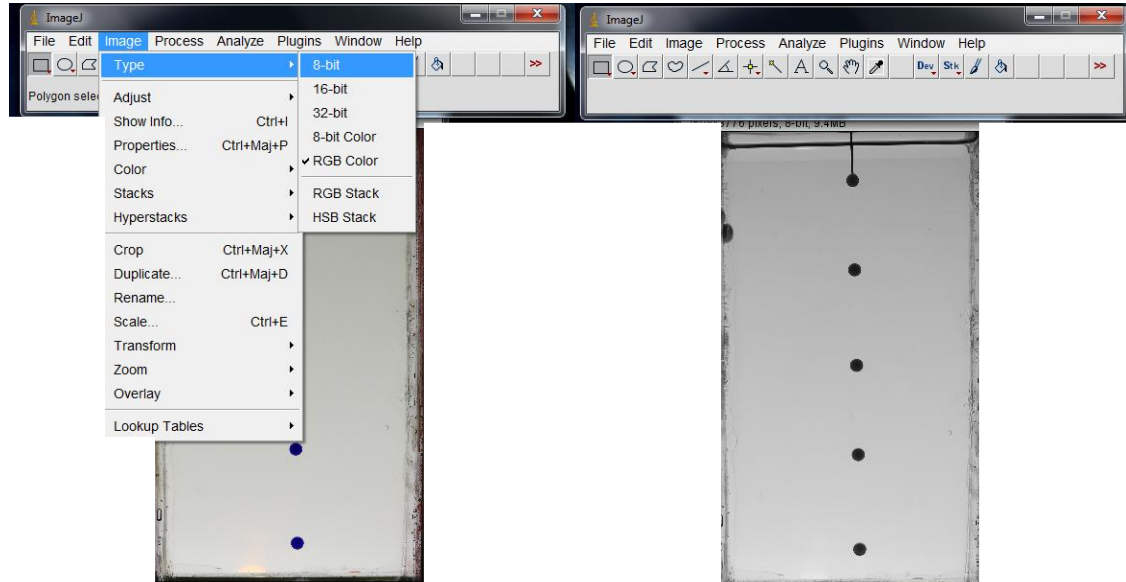 ImageJ
File Edit Image Process Analyze Plugins Window Help
>>
Polygon sele
Type
Adjust
Show Info... Ctrl+I
Properties... Ctrl+Maj+P
Color
Stacks
Hyperstacks
Crop Ctrl+Maj+X
Duplicate... Ctrl+Maj+D
Rename...
Scale... Ctrl+E
Transform
Zoom
Overlay
Lookup Tables
8-bit
16-bit
32-bit
8-bit Color
✓ RGB Color
RGB Stack
HSB Stack
ImageJ
File Edit Image Process Analyze Plugins Window Help
A Dev Stk >>
pixels, 8-bit, 9.4MB